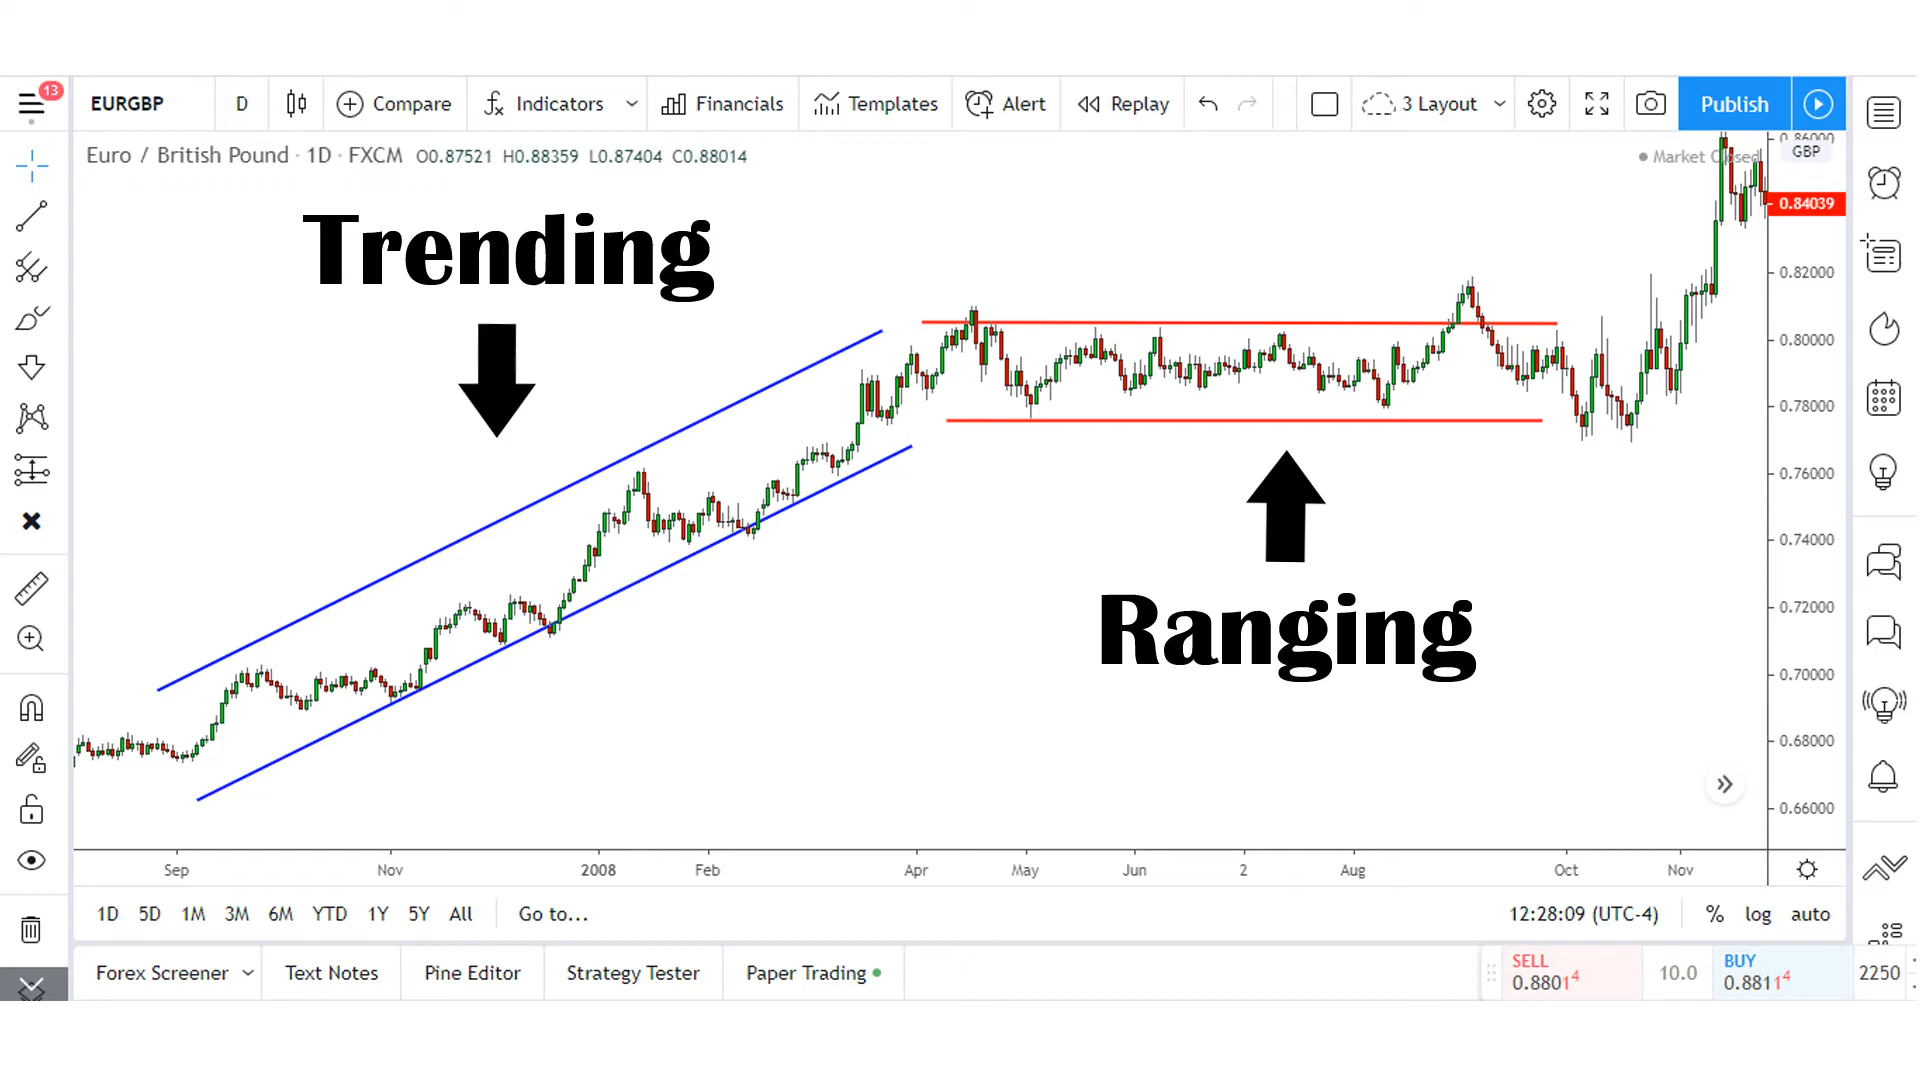 13
EURGBP D Compare Indicators Financials Templates Alert Replay 3 Layout Publish
Euro / British Pound · 1D · FXCM O0.87521 H0.88359 L0.87404 C0.88014
Market Closed
GBP
0.86000
0.84039
0.82000
0.80000
0.78000
0.76000
0.74000
0.72000
0.70000
0.68000
0.66000
Trending
Ranging
Sep Nov 2008 Feb Apr May Jun 2 Aug Oct Nov
1D 5D 1M 3M 6M YTD 1Y 5Y All Go to... 12:28:09 (UTC-4) % log auto
Forex Screener Text Notes Pine Editor Strategy Tester Paper Trading
SELL
0.88014
10.0
BUY
0.88114
2250